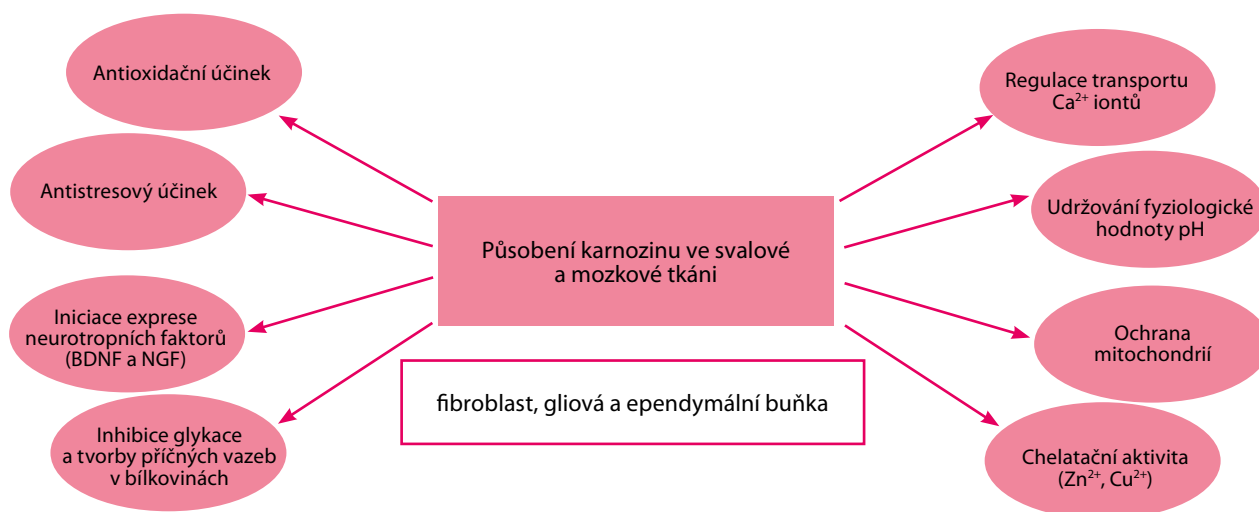 Antioxidační účinek
Antistresový účinek
Iniciace exprese
neurotropních faktorů
(BDNF a NGF)
Inhibice glykace
a tvorby příčných vazeb
v bílkovinách
Působení karnozinu ve svalové
a mozkové tkáni
fibroblast, gliová a ependymální buňka
Regulace transportu
Ca²⁺ iontů
Udržování fyziologické
hodnoty pH
Ochrana
mitochondrií
Chelatační aktivita
(Zn²⁺, Cu²⁺)